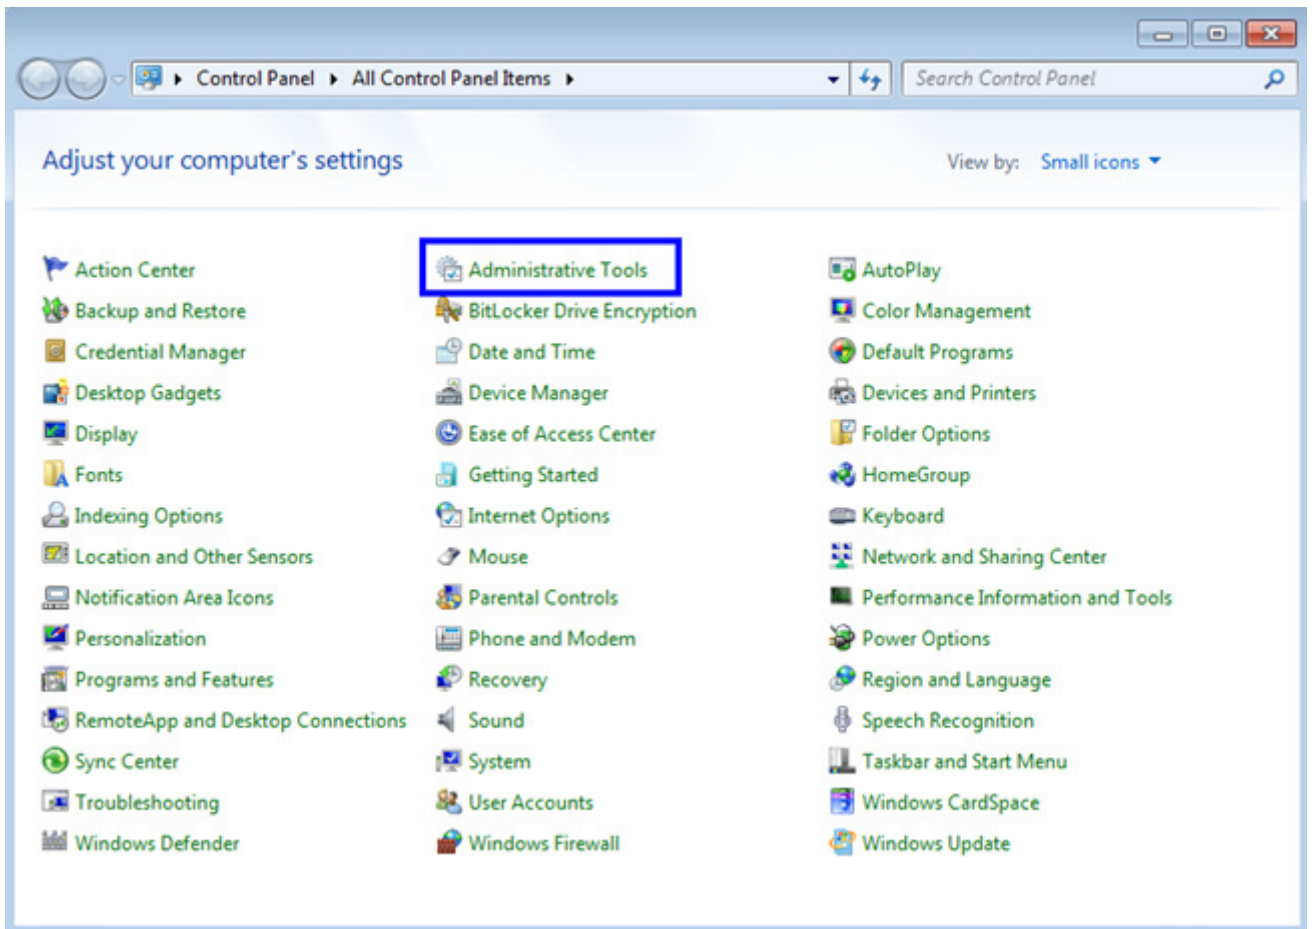 Control Panel All Control Panel Items Search Control Panel
Adjust your computer's settings View by: Small icons
Action Center Administrative Tools AutoPlay
Backup and Restore BitLocker Drive Encryption Color Management
Credential Manager Date and Time Default Programs
Desktop Gadgets Device Manager Devices and Printers
Display Ease of Access Center Folder Options
Fonts Getting Started HomeGroup
Indexing Options Internet Options Keyboard
Location and Other Sensors Mouse Network and Sharing Center
Notification Area Icons Parental Controls Performance Information and Tools
Personalization Phone and Modem Power Options
Programs and Features Recovery Region and Language
RemoteApp and Desktop Connections Sound Speech Recognition
Sync Center System Taskbar and Start Menu
Troubleshooting User Accounts Windows CardSpace
Windows Defender Windows Firewall Windows Update